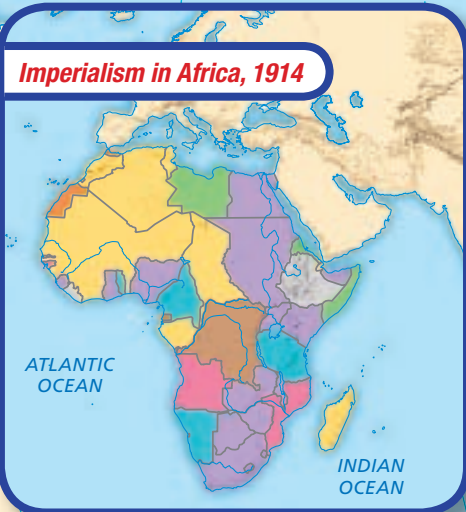 Imperialism in Africa, 1914
ATLANTIC
OCEAN
INDIAN
OCEAN